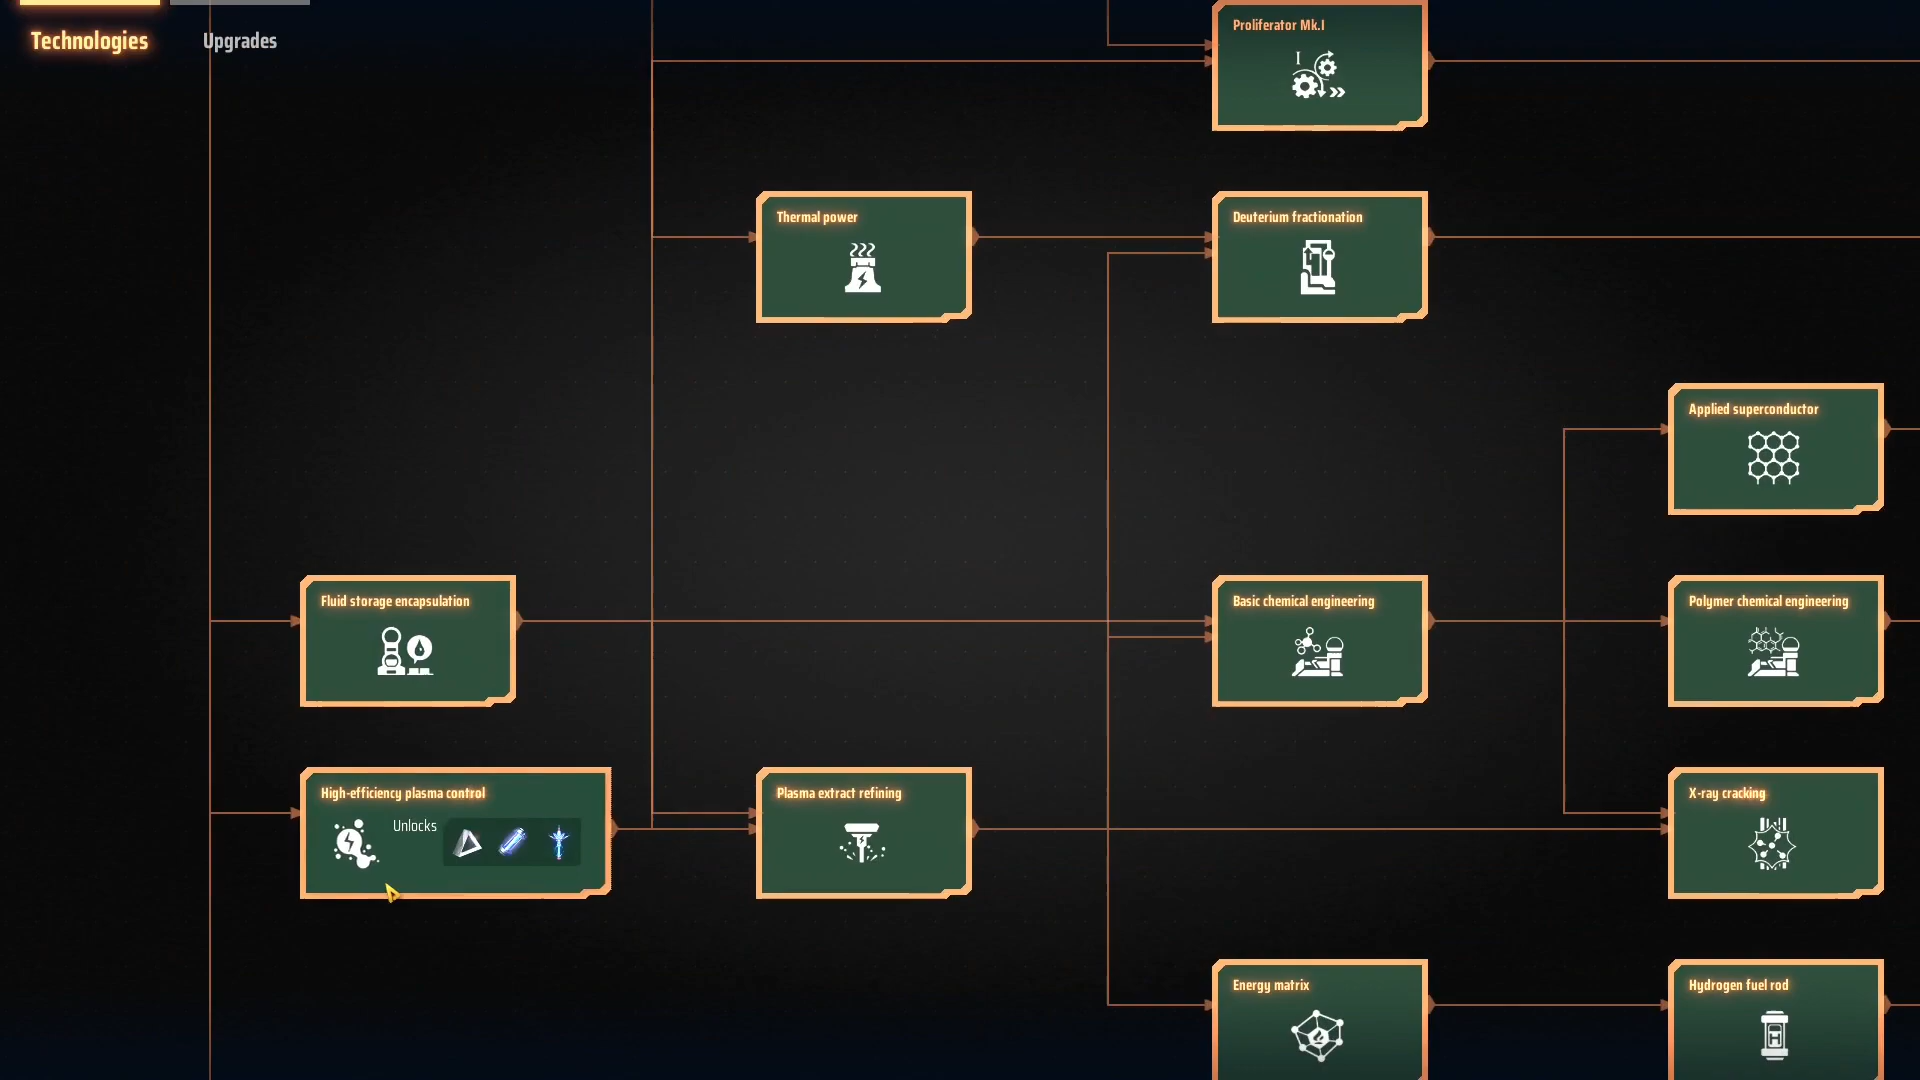 Technologies
Upgrades
Proliferator Mk.I
I
Thermal power
Deuterium fractionation
Applied superconductor
Fluid storage encapsulation
Basic chemical engineering
Polymer chemical engineering
High-efficiency plasma control
Unlocks
Plasma extract refining
X-ray cracking
Energy matrix
Hydrogen fuel rod